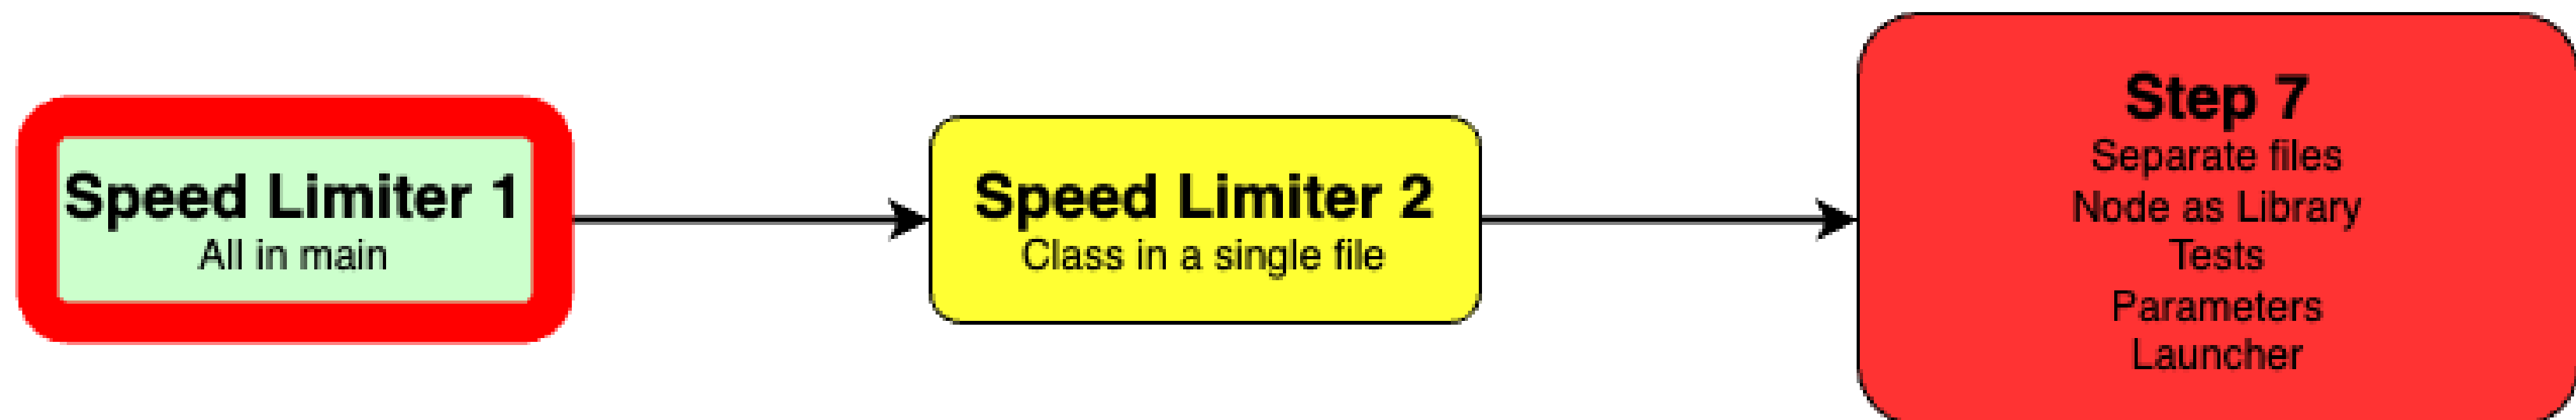 Speed Limiter 1
All in main
Speed Limiter 2
Class in a single file
Step 7
Separate files
Node as Library
Tests
Parameters
Launcher